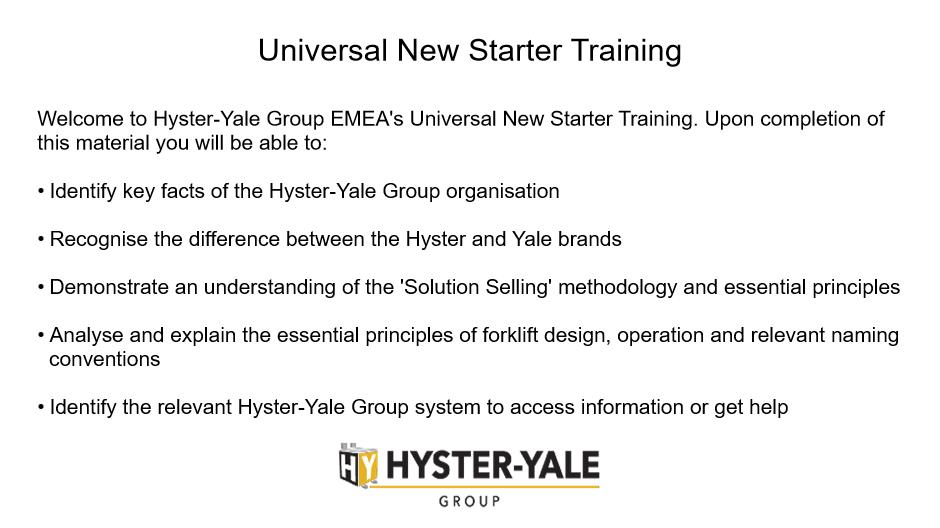 Universal New Starter Training
Welcome to Hyster-Yale Group EMEA's Universal New Starter Training. Upon completion of
this material you will be able to:
• Identify key facts of the Hyster-Yale Group organisation
• Recognise the difference between the Hyster and Yale brands
• Demonstrate an understanding of the 'Solution Selling' methodology and essential principles
• Analyse and explain the essential principles of forklift design, operation and relevant naming
conventions
• Identify the relevant Hyster-Yale Group system to access information or get help
HY HYSTER-YALE
GROUP